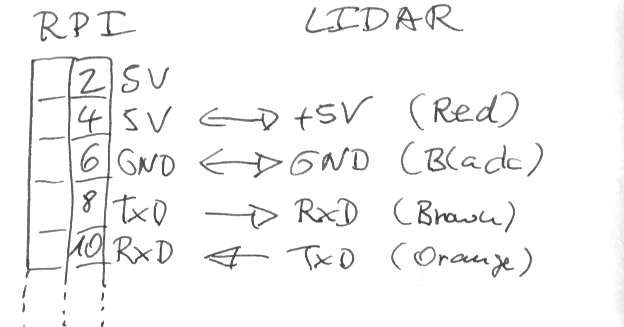 RPI LIDAR
2 5V
4 5V ↔ +5V (Red)
6 GND ↔ GND (Black)
8 TxD → RxD (Brown)
10 RxD ← TxD (Orange)